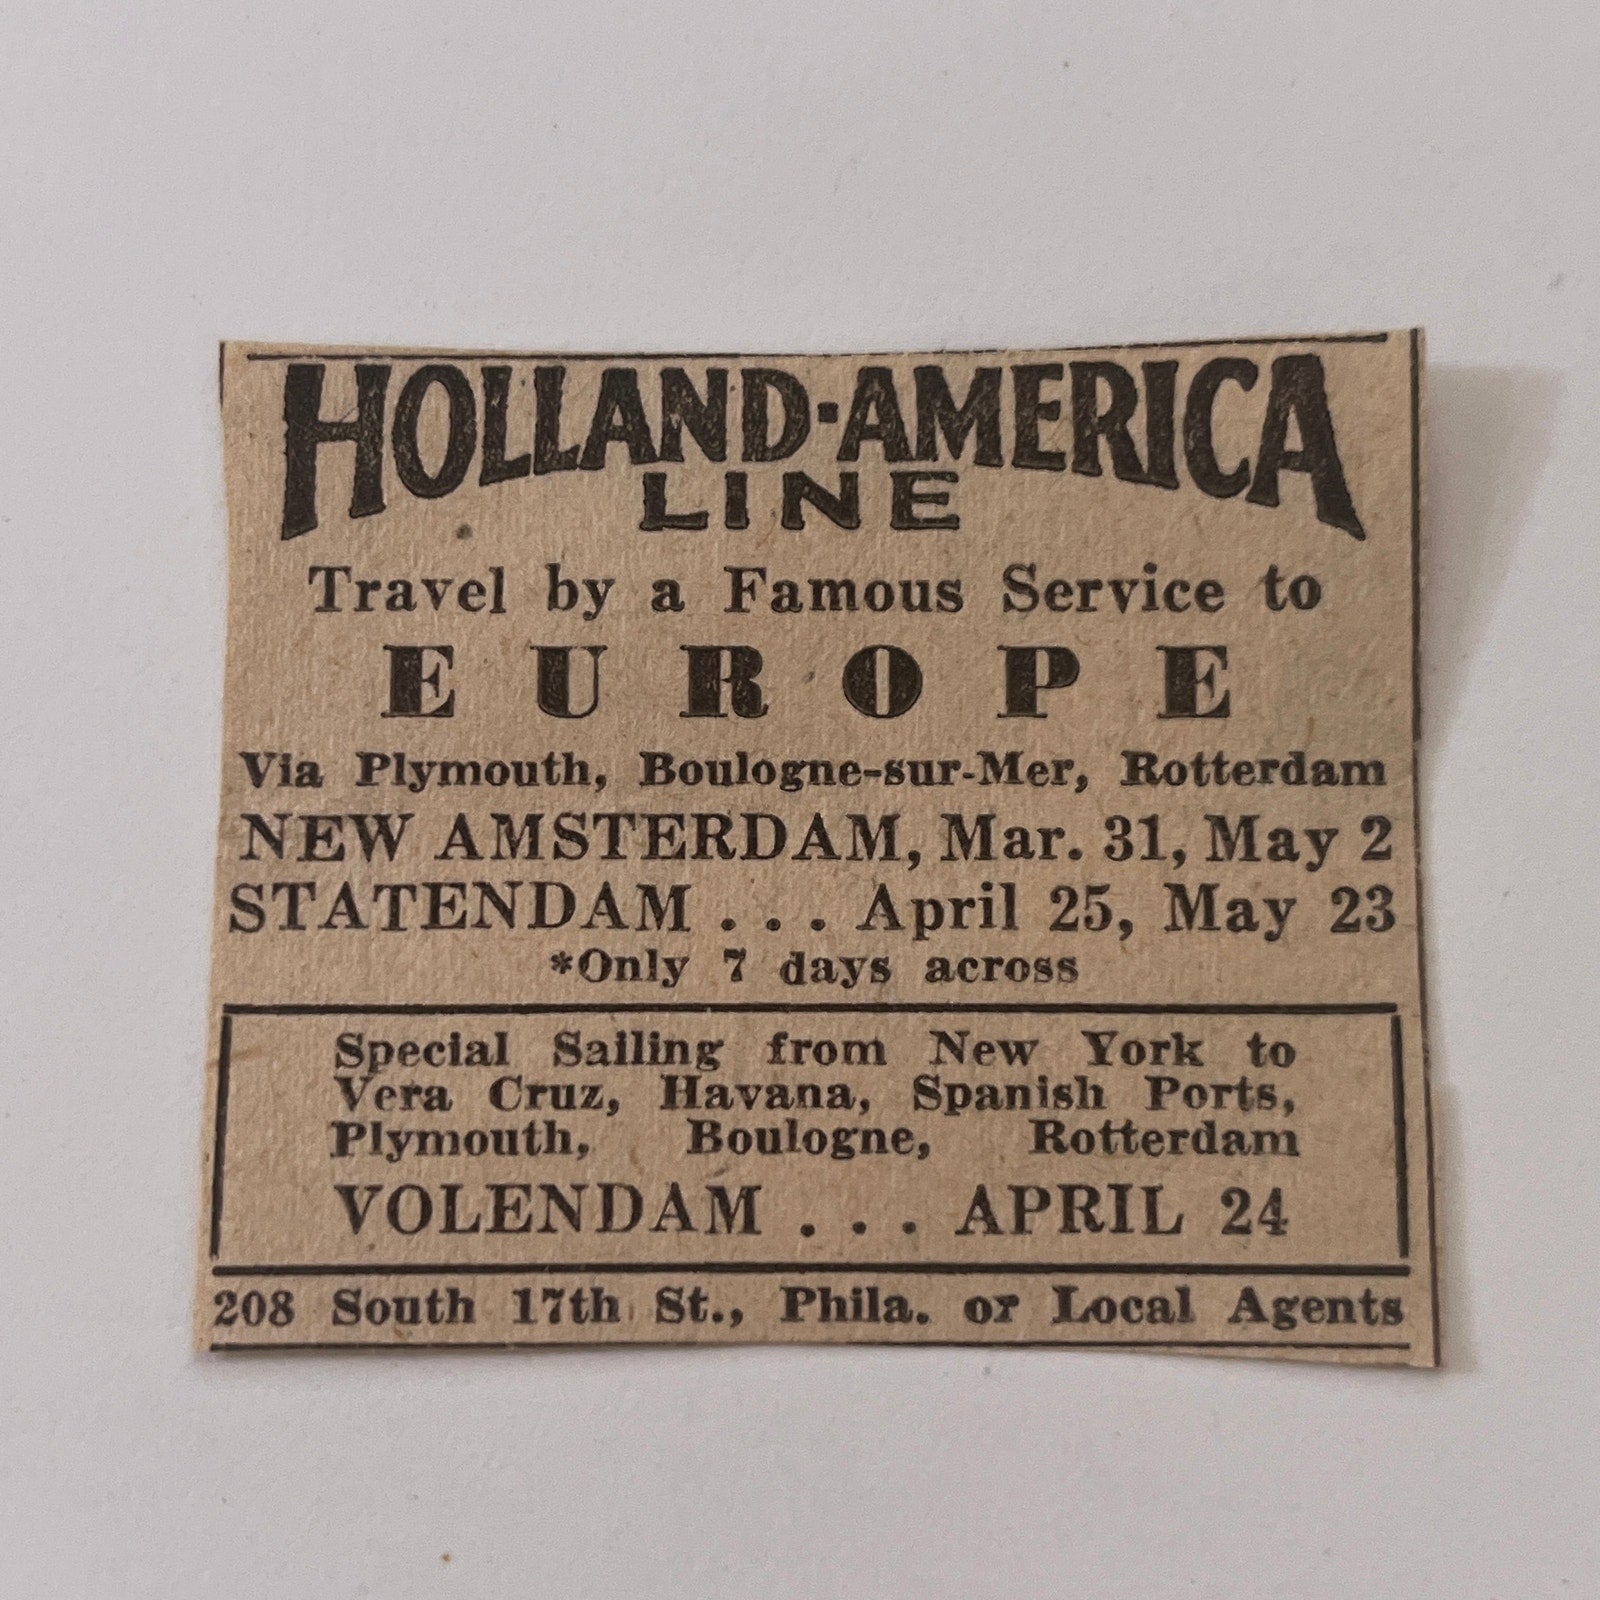 HOLLAND-AMERICA
LINE
Travel by a Famous Service to
EUROPE
Via Plymouth, Boulogne-sur-Mer, Rotterdam
NEW AMSTERDAM, Mar. 31, May 2
STATENDAM . . . April 25, May 23
*Only 7 days across
Special Sailing from New York to
Vera Cruz, Havana, Spanish Ports,
Plymouth, Boulogne, Rotterdam
VOLENDAM . . . APRIL 24
208 South 17th St., Phila. or Local Agents